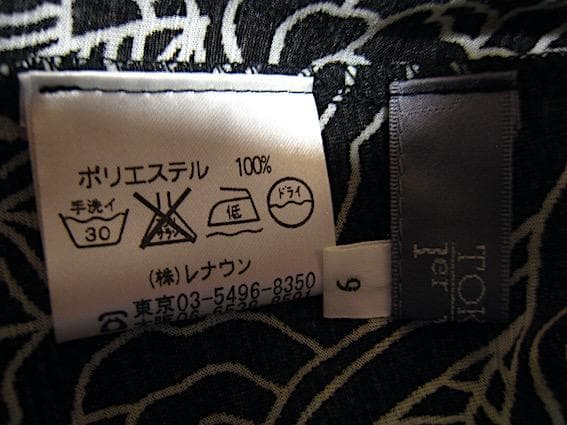 ポリエステル 100%
手洗イ
30
低
ドライ
(株)レナウン
東京03-5496-8350
9